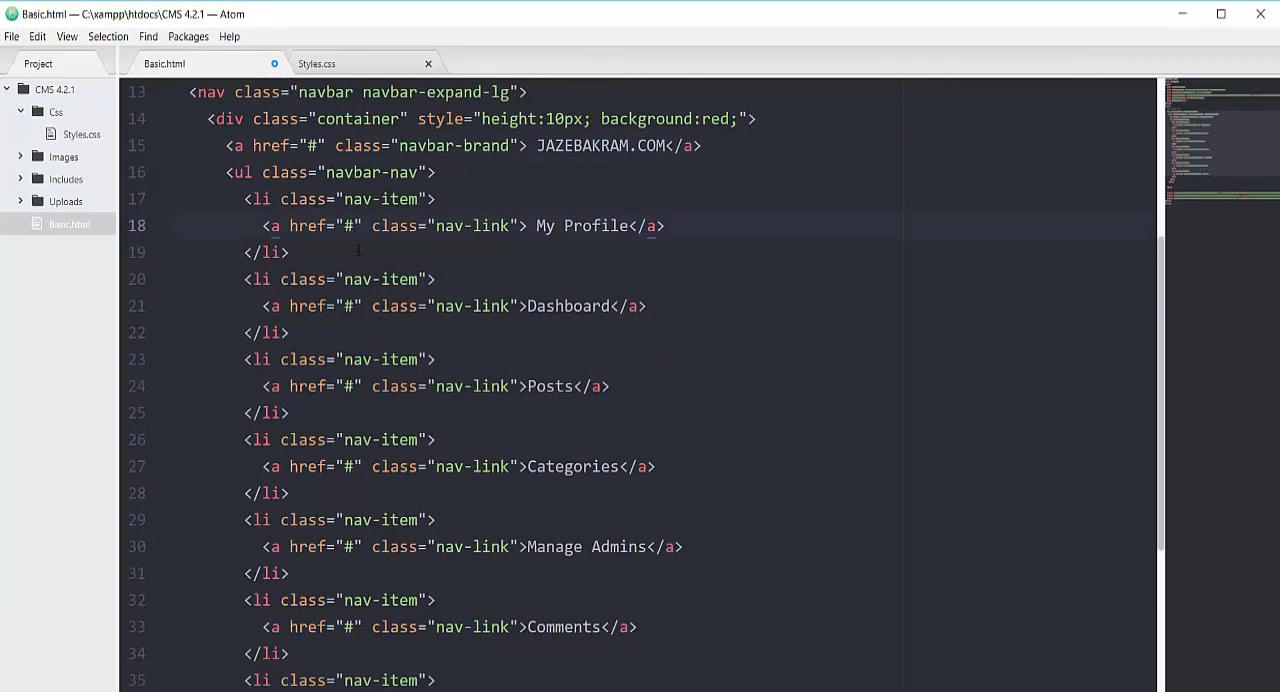 Basic.html — C:\xampp\htdocs\CMS 4.2.1 — Atom
File Edit View Selection Find Packages Help
Project
Basic.html
Styles.css
CMS 4.2.1
Css
Styles.css
Images
Includes
Uploads
Basic.html
13 <nav class="navbar navbar-expand-lg">
14 <div class="container" style="height:10px; background:red;">
15 <a href="#" class="navbar-brand"> JAZEBAKRAM.COM</a>
16 <ul class="navbar-nav">
17 <li class="nav-item">
18 <a href="#" class="nav-link"> My Profile</a>
19 </li>
20 <li class="nav-item">
21 <a href="#" class="nav-link">Dashboard</a>
22 </li>
23 <li class="nav-item">
24 <a href="#" class="nav-link">Posts</a>
25 </li>
26 <li class="nav-item">
27 <a href="#" class="nav-link">Categories</a>
28 </li>
29 <li class="nav-item">
30 <a href="#" class="nav-link">Manage Admins</a>
31 </li>
32 <li class="nav-item">
33 <a href="#" class="nav-link">Comments</a>
34 </li>
35 <li class="nav-item">